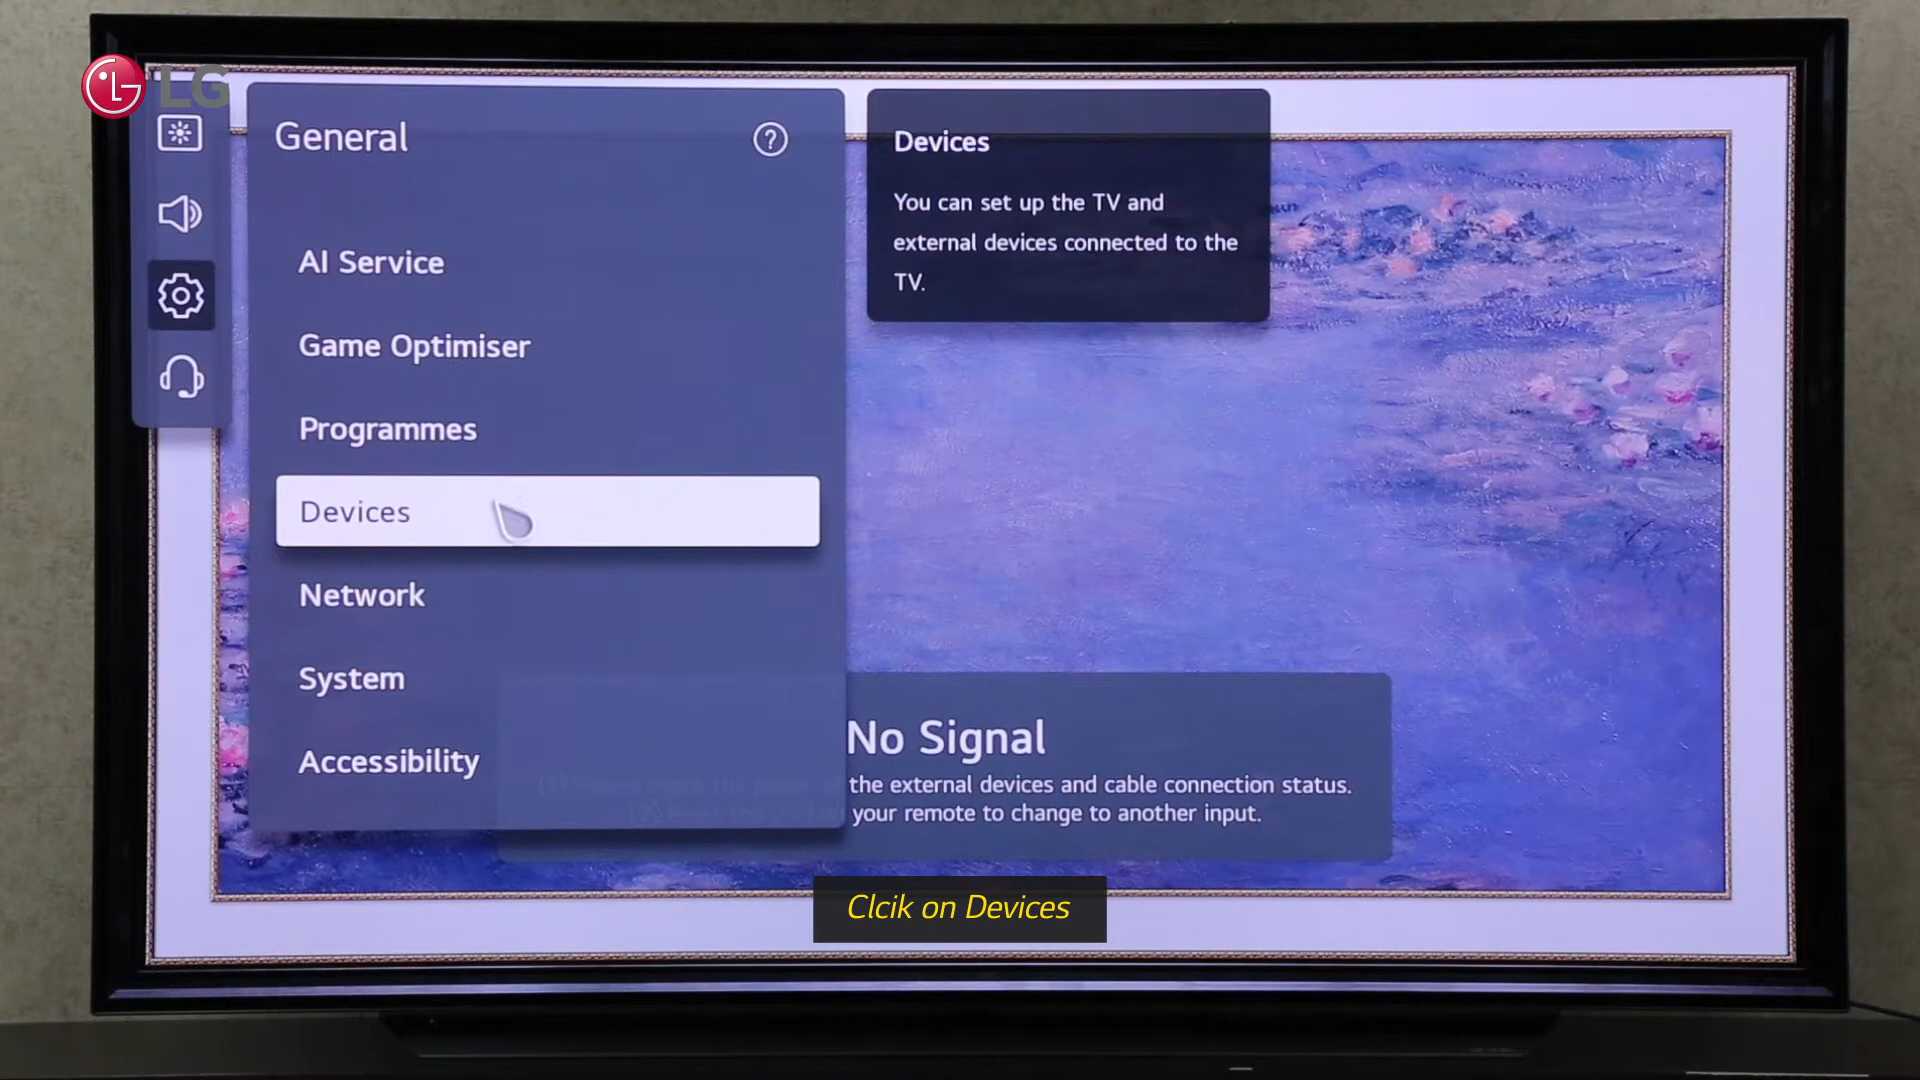 LG
General
?
AI Service
Game Optimiser
Programmes
Devices
Network
System
Accessibility
Devices
You can set up the TV and
external devices connected to the
TV.
No Signal
the external devices and cable connection status.
your remote to change to another input.
Clcik on Devices